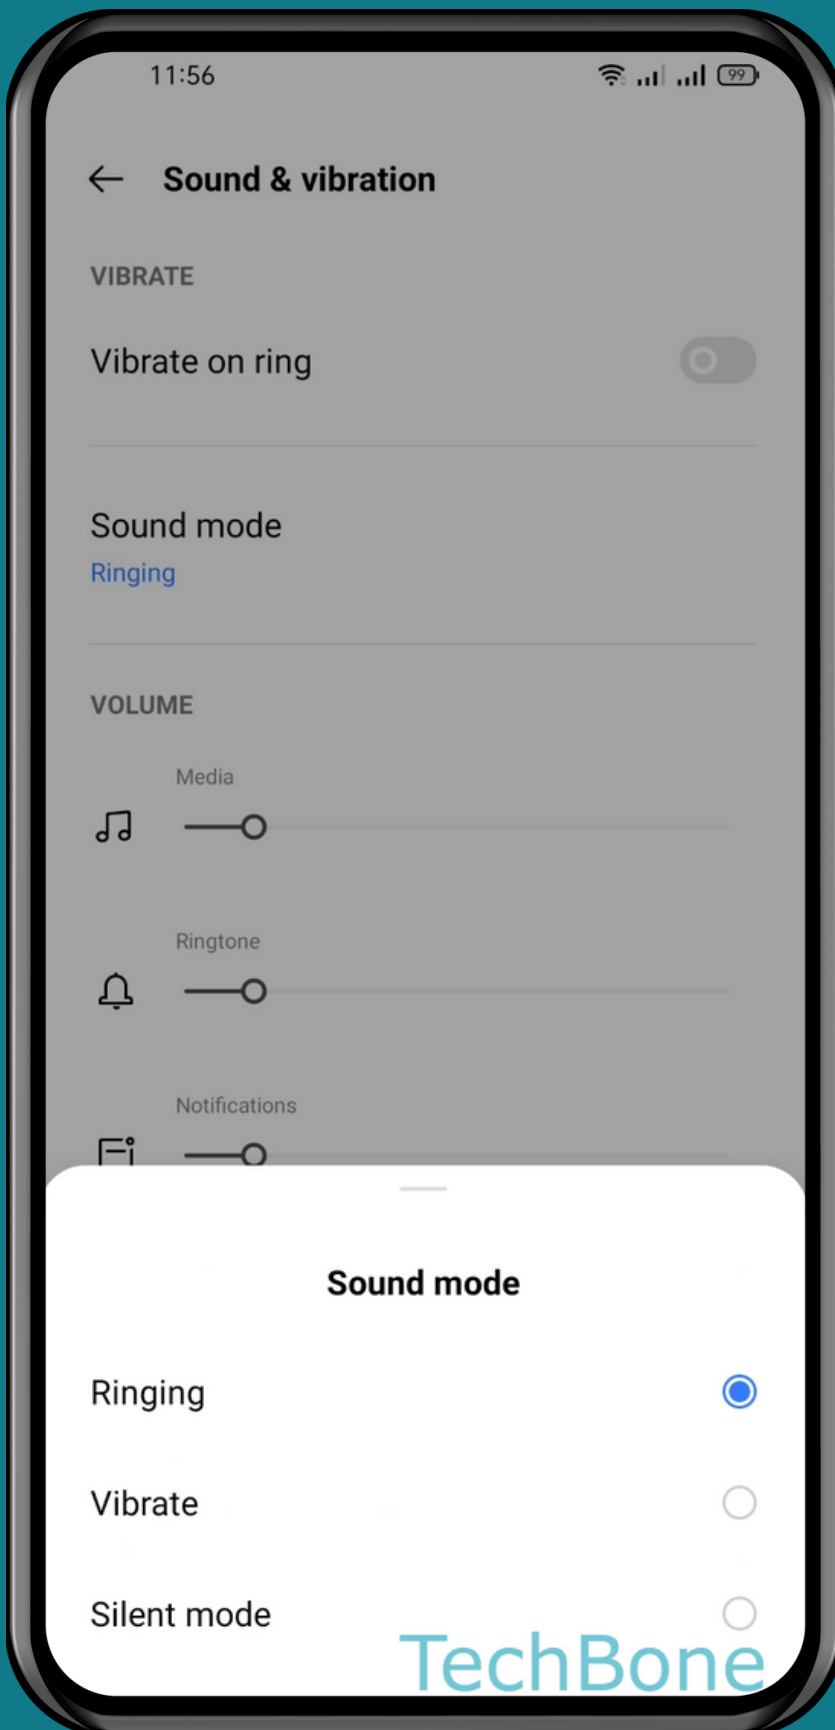 11:56 99
Sound & vibration
VIBRATE
Vibrate on ring
Sound mode
Ringing
VOLUME
Media
Ringtone
Notifications
Sound mode
Ringing
Vibrate
Silent mode
TechBone